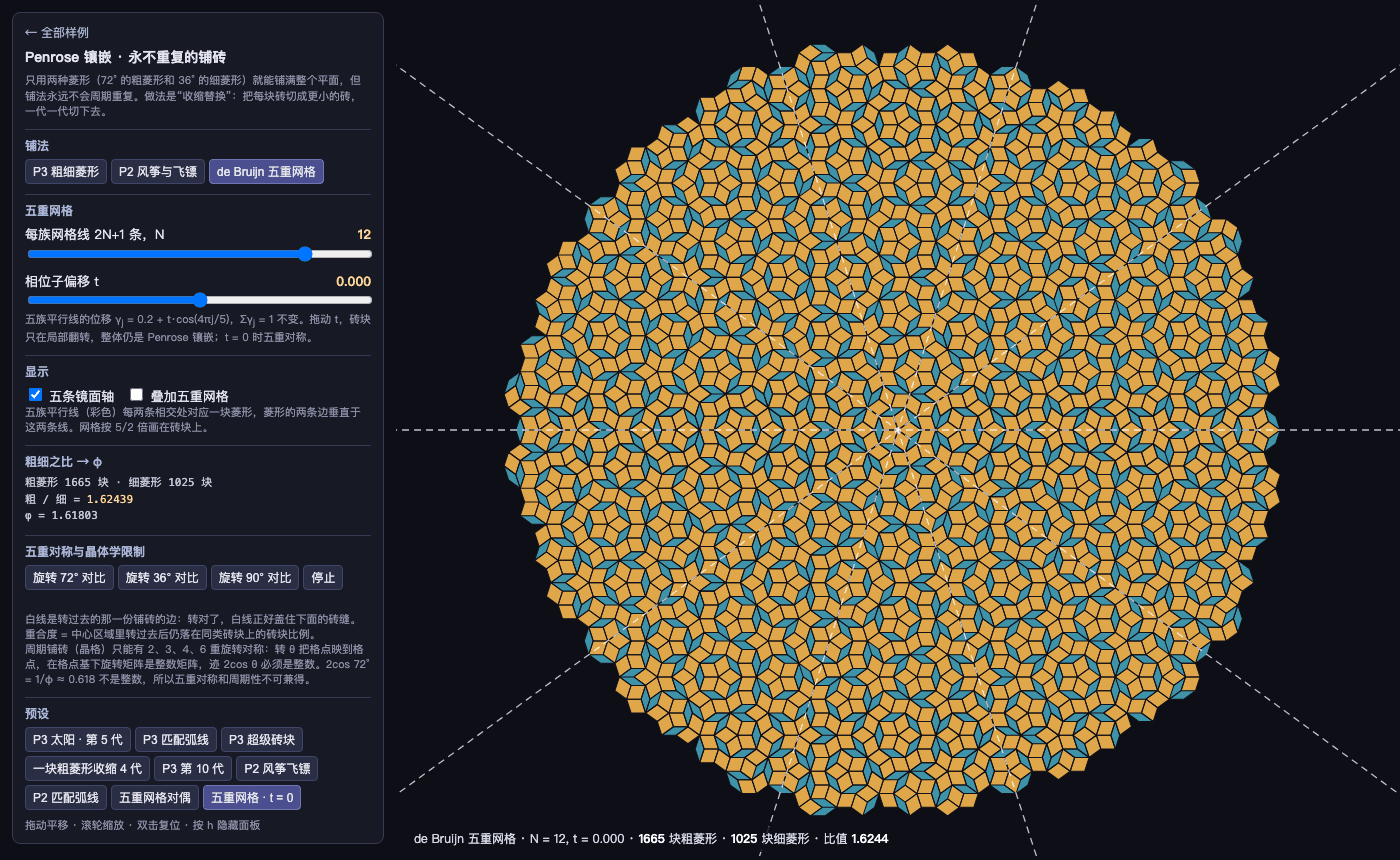 ← 全部样例
Penrose 镶嵌 · 永不重复的铺砖
只用两种菱形（72° 的粗菱形和 36° 的细菱形）就能铺满整个平面，但
铺法永远不会周期重复。做法是“收缩替换”：把每块砖切成更小的砖，
一代一代切下去。
铺法
P3 粗细菱形 P2 风筝与飞镖 de Bruijn 五重网格
五重网格
每族网格线 2N+1 条，N 12
相位子偏移 t 0.000
五族平行线的位移 γj = 0.2 + t·cos(4πj/5)，Σγj = 1 不变。拖动 t，砖块
只在局部翻转，整体仍是 Penrose 镶嵌；t = 0 时五重对称。
显示
五条镜面轴 叠加五重网格
五族平行线（彩色）每两条相交处对应一块菱形，菱形的两条边垂直于
这两条线。网格按 5/2 倍画在砖块上。
粗细之比 → ϕ
粗菱形 1665 块 · 细菱形 1025 块
粗 / 细 = 1.62439
φ = 1.61803
五重对称与晶体学限制
旋转 72° 对比 旋转 36° 对比 旋转 90° 对比 停止
白线是转过去的那一份铺砖的边：转对了，白线正好盖住下面的砖缝。
重合度 = 中心区域里转过去后仍落在同类砖块上的砖块比例。
周期铺砖（晶格）只能有 2、3、4、6 重旋转对称：转 θ 把格点映到格
点，在格点基下旋转矩阵是整数矩阵，迹 2cos θ 必须是整数。2cos 72°
= 1/ϕ ≈ 0.618 不是整数，所以五重对称和周期性不可兼得。
预设
P3 太阳 · 第 5 代 P3 匹配弧线 P3 超级砖块
一块粗菱形收缩 4 代 P3 第 10 代 P2 风筝飞镖
P2 匹配弧线 五重网格对偶 五重网格 · t = 0
拖动平移 · 滚轮缩放 · 双击复位 · 按 h 隐藏面板
de Bruijn 五重网格 · N = 12, t = 0.000 · 1665 块粗菱形 · 1025 块细菱形 · 比值 1.6244